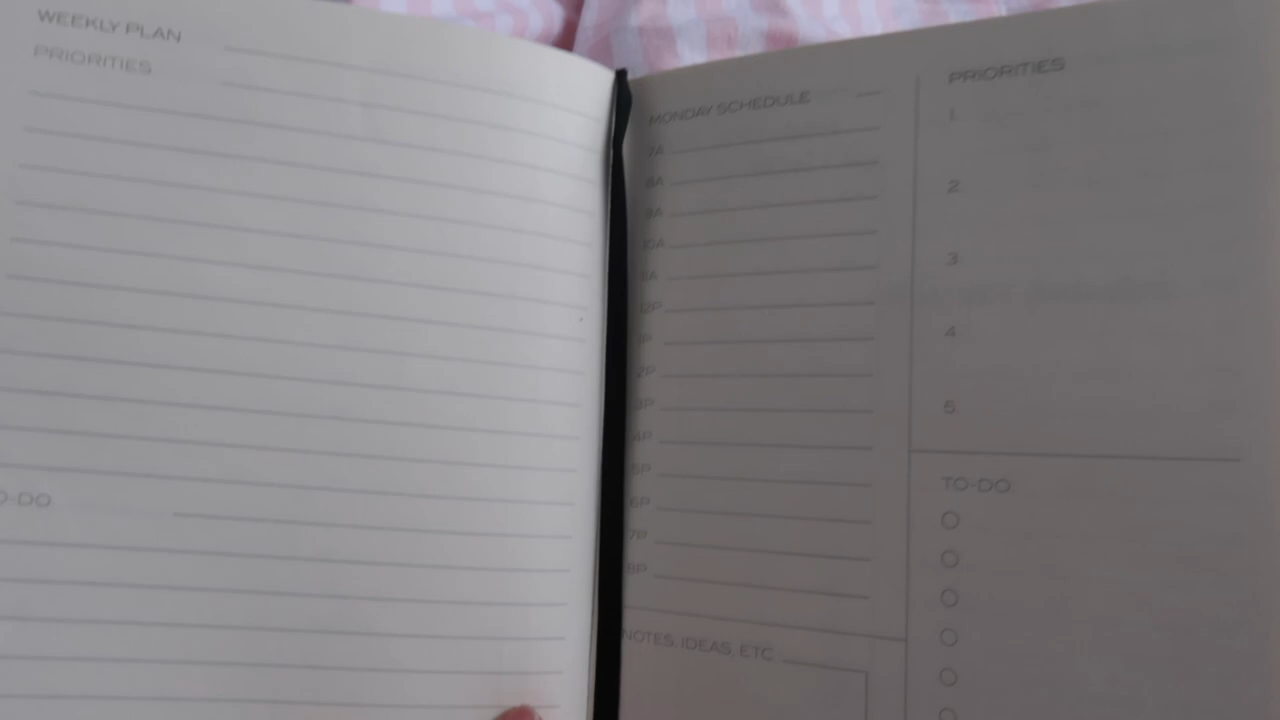 WEEKLY PLAN
PRIORITIES
O-DO
MONDAY SCHEDULE
7A
8A
9A
10A
11A
12P
1P
2P
3P
4P
5P
6P
7P
8P
NOTES, IDEAS, ETC
PRIORITIES
1.
2.
3.
4.
5.
TO-DO